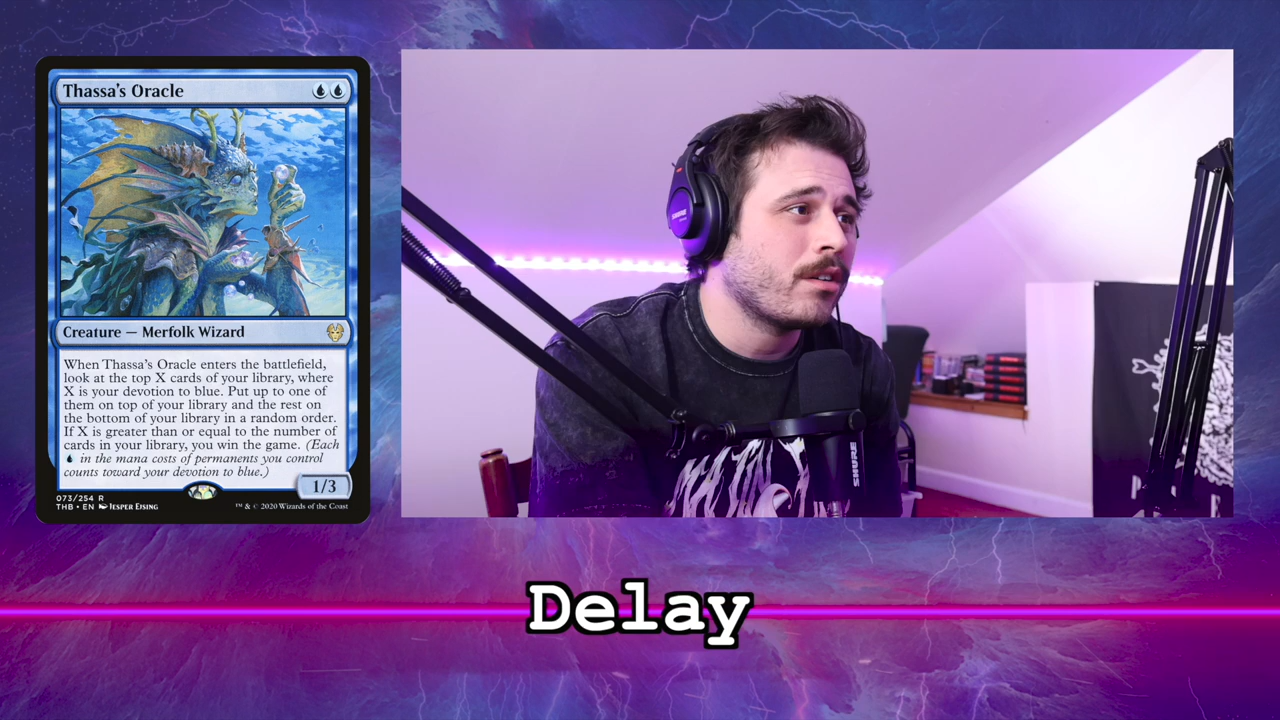 Thassa's Oracle
Creature — Merfolk Wizard
When Thassa's Oracle enters the battlefield,
look at the top X cards of your library, where
X is your devotion to blue. Put up to one of
them on top of your library and the rest on
the bottom of your library in a random order.
If X is greater than or equal to the number of
cards in your library, you win the game. (Each
in the mana costs of permanents you control
counts toward your devotion to blue.)
1/3
073/254 R
THB • EN JESPER EJSING
™ & © 2020 Wizards of the Coast
SHURE
SHURE
Delay